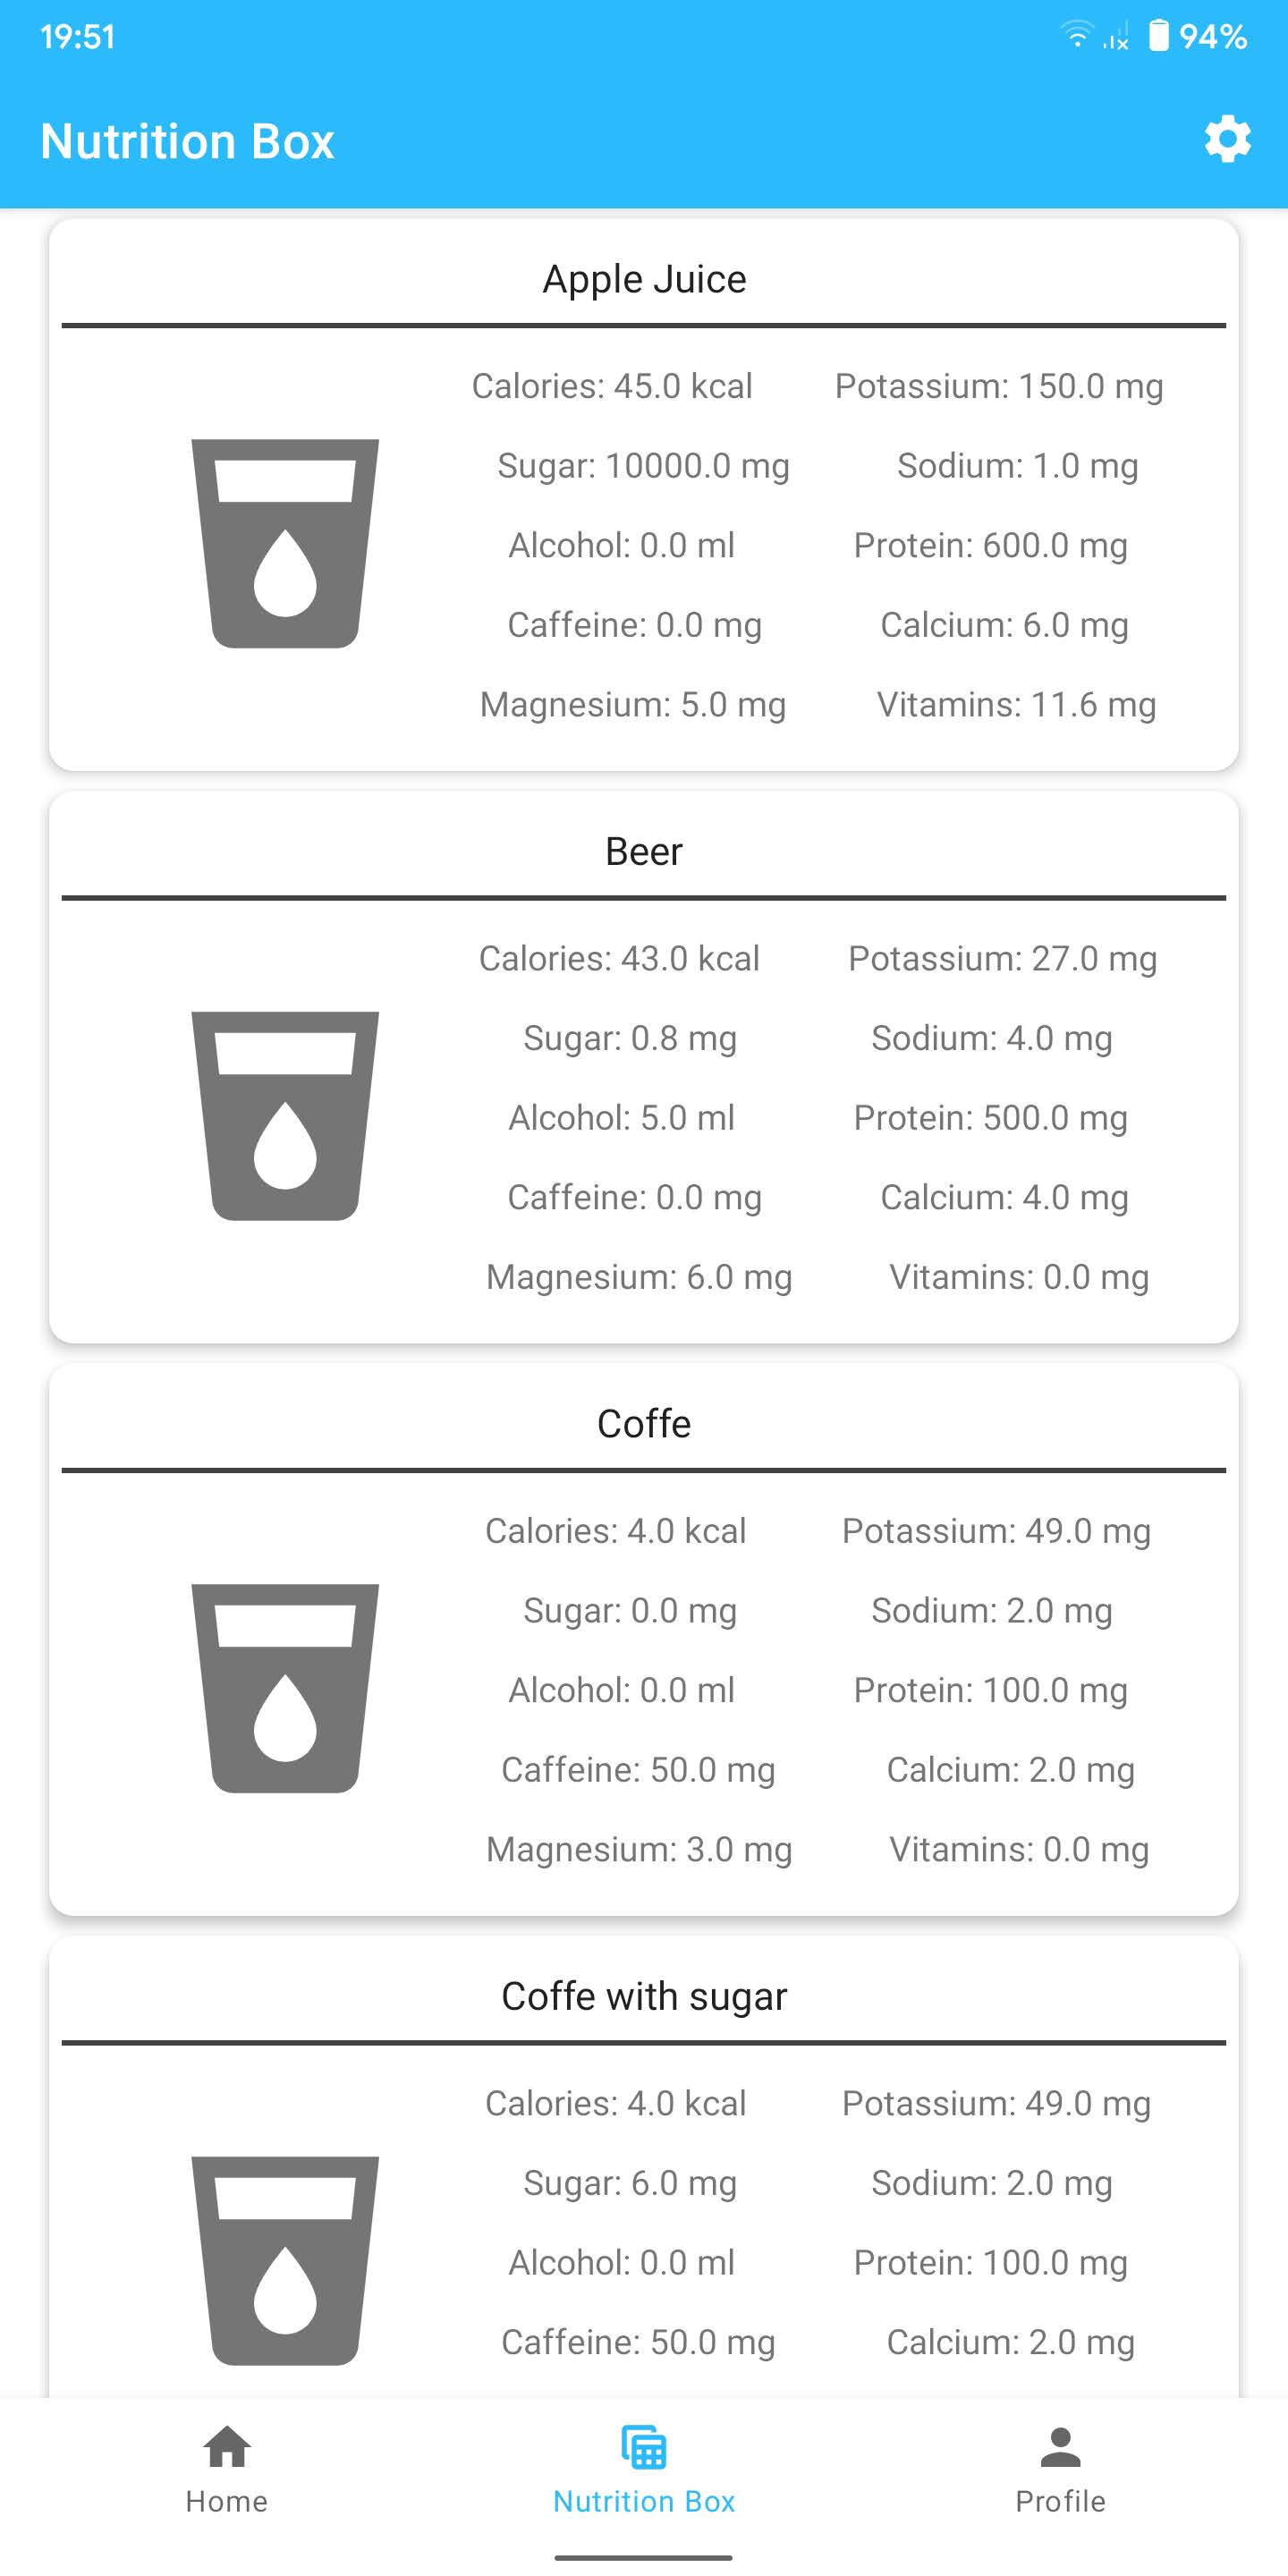 19:51
94%
Nutrition Box
Apple Juice
Calories: 45.0 kcal Potassium: 150.0 mg
Sugar: 10000.0 mg Sodium: 1.0 mg
Alcohol: 0.0 ml Protein: 600.0 mg
Caffeine: 0.0 mg Calcium: 6.0 mg
Magnesium: 5.0 mg Vitamins: 11.6 mg
Beer
Calories: 43.0 kcal Potassium: 27.0 mg
Sugar: 0.8 mg Sodium: 4.0 mg
Alcohol: 5.0 ml Protein: 500.0 mg
Caffeine: 0.0 mg Calcium: 4.0 mg
Magnesium: 6.0 mg Vitamins: 0.0 mg
Coffe
Calories: 4.0 kcal Potassium: 49.0 mg
Sugar: 0.0 mg Sodium: 2.0 mg
Alcohol: 0.0 ml Protein: 100.0 mg
Caffeine: 50.0 mg Calcium: 2.0 mg
Magnesium: 3.0 mg Vitamins: 0.0 mg
Coffe with sugar
Calories: 4.0 kcal Potassium: 49.0 mg
Sugar: 6.0 mg Sodium: 2.0 mg
Alcohol: 0.0 ml Protein: 100.0 mg
Caffeine: 50.0 mg Calcium: 2.0 mg
Home Nutrition Box Profile